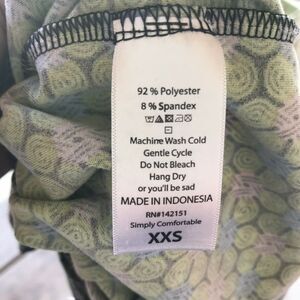 92 % Polyester
8 % Spandex
Machine Wash Cold
Gentle Cycle
Do Not Bleach
Hang Dry
or you'll be sad
MADE IN INDONESIA
RN#142151
Simply Comfortable
XXS